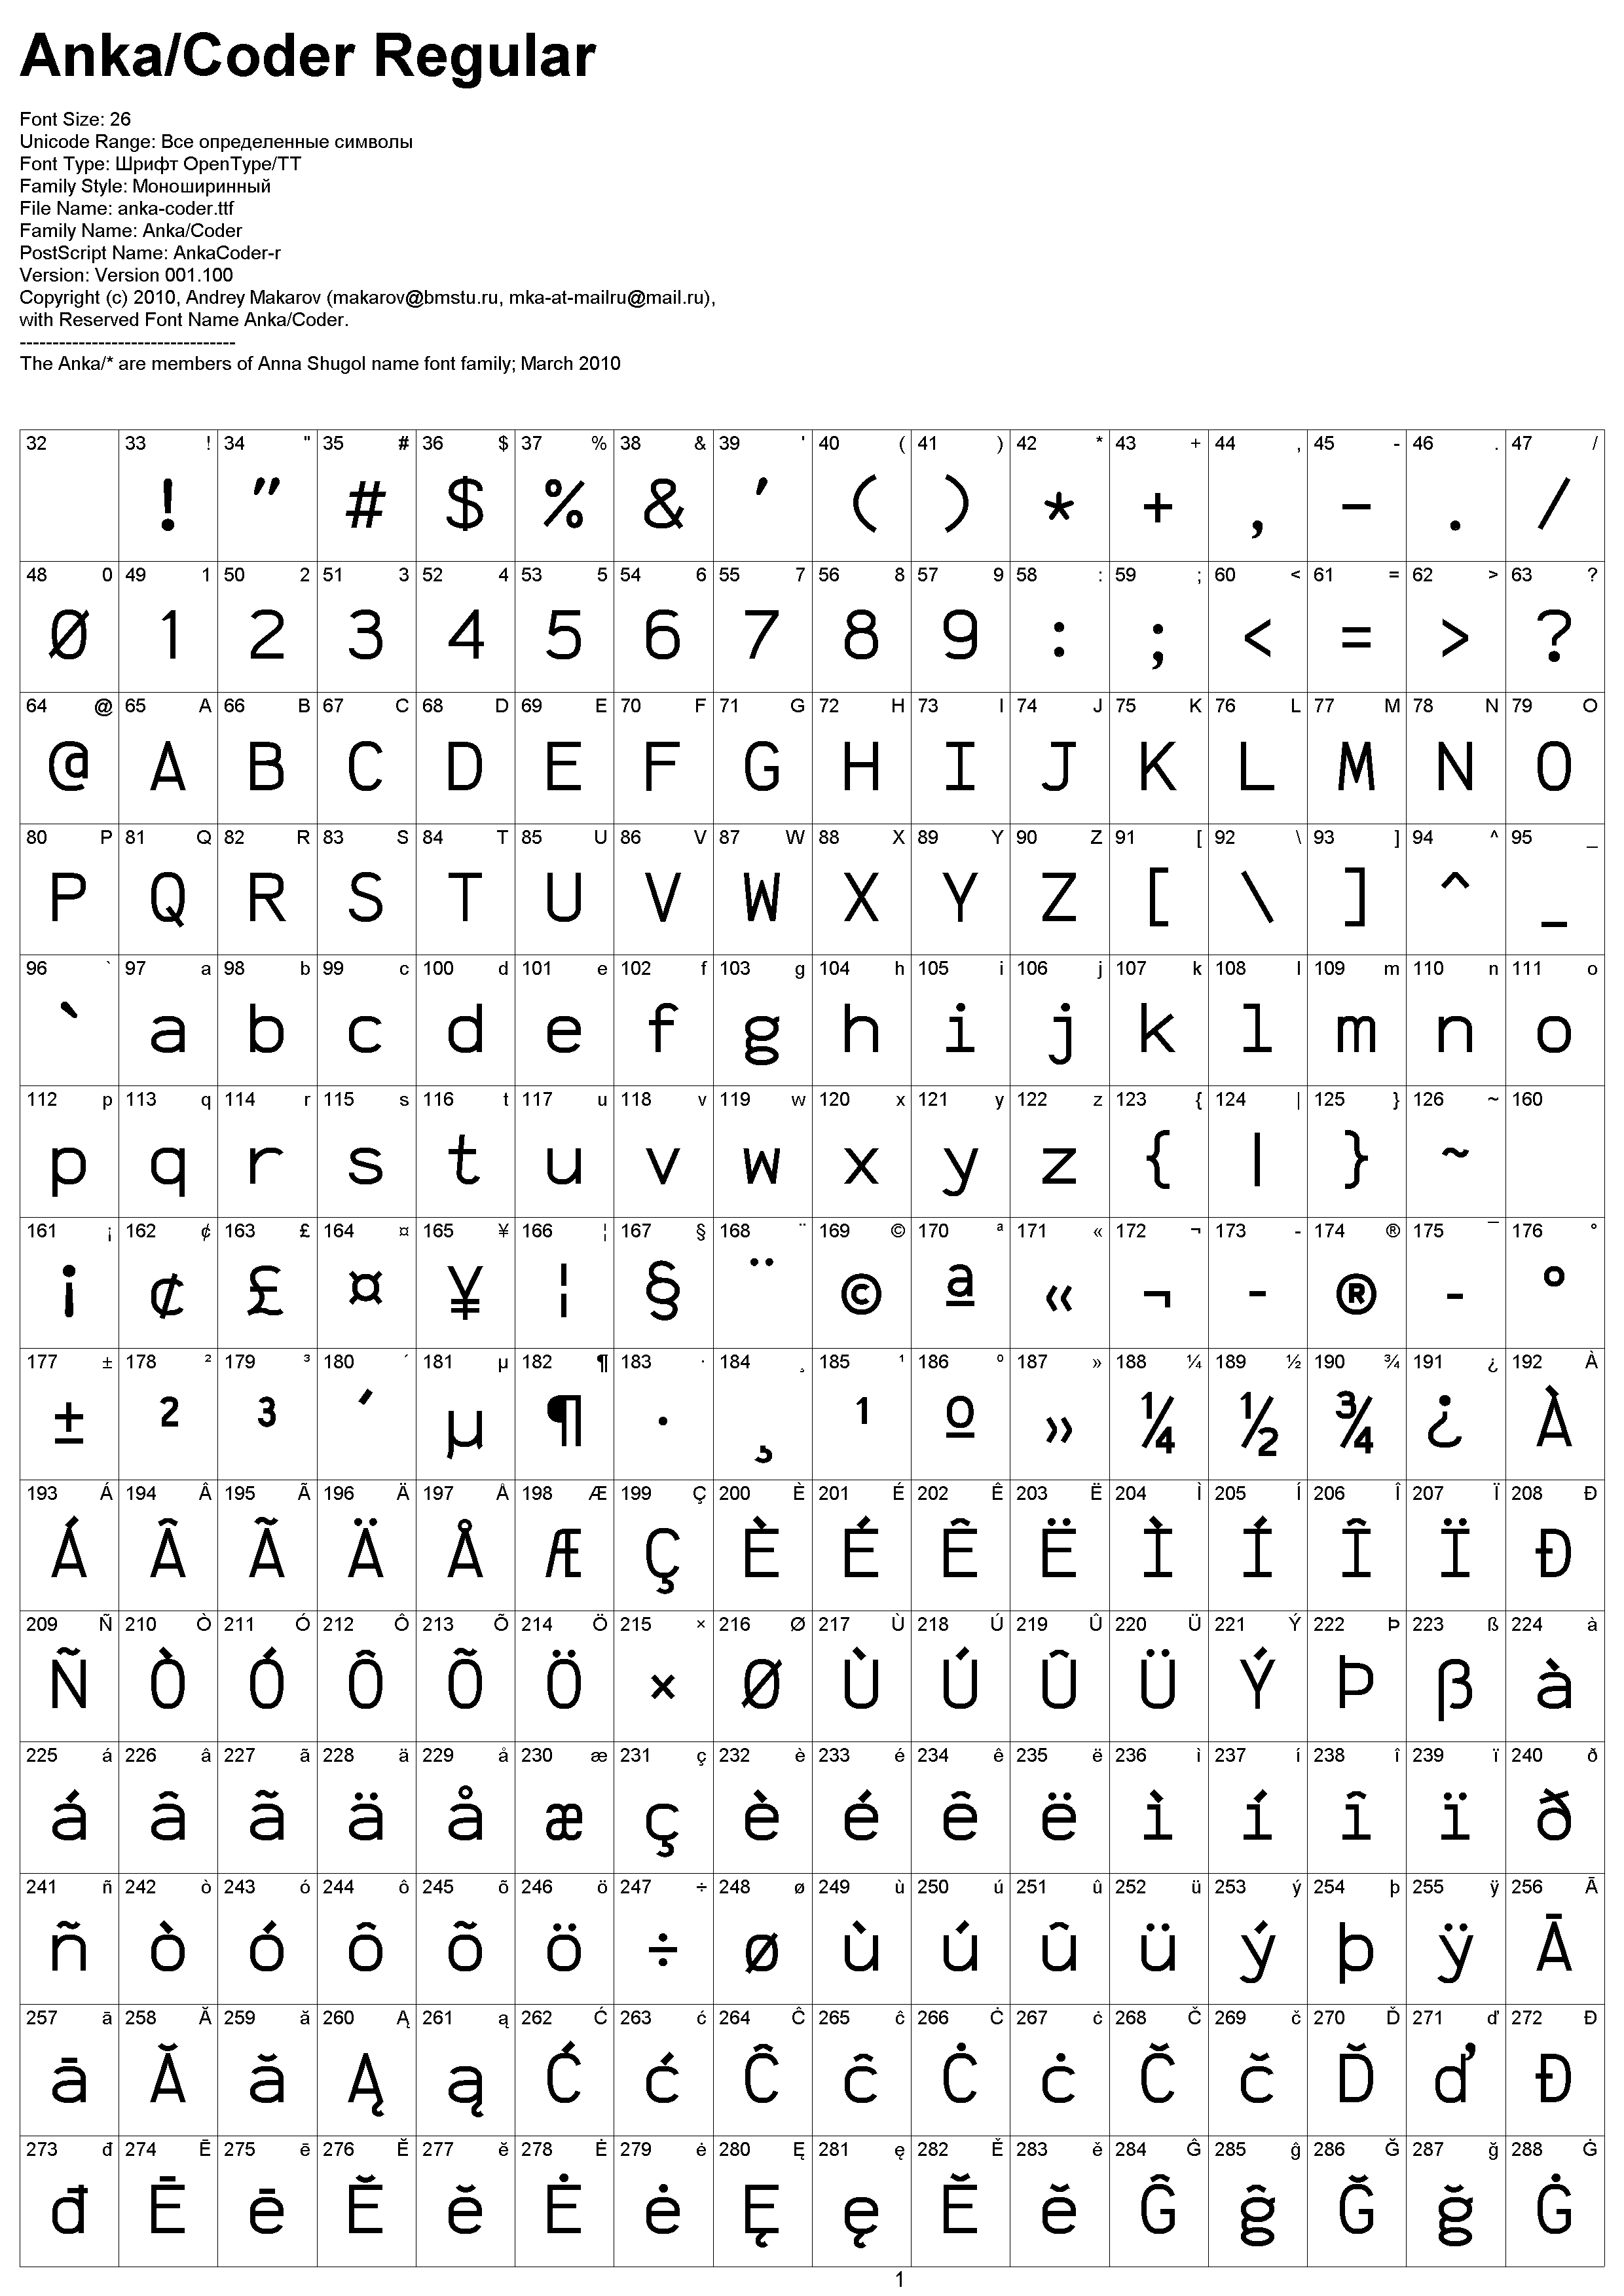 Anka/Coder Regular
Font Size: 26
Unicode Range: Все определенные символы
Font Type: Шрифт OpenType/TT
Family Style: Моноширинный
File Name: anka-coder.ttf
Family Name: Anka/Coder
PostScript Name: AnkaCoder-r
Version: Version 001.100
Copyright (c) 2010, Andrey Makarov (makarov@bmstu.ru, mka-at-mailru@mail.ru),
with Reserved Font Name Anka/Coder.
---------------------------------
The Anka/* are members of Anna Shugol name font family; March 2010
32 33 ! 34 " 35 # 36 $ 37 % 38 & 39 ' 40 ( 41 ) 42 * 43 + 44 , 45 - 46 . 47 /
! " # $ % & ' ( ) * + , - . /
48 0 49 1 50 2 51 3 52 4 53 5 54 6 55 7 56 8 57 9 58 : 59 ; 60 < 61 = 62 > 63 ?
0 1 2 3 4 5 6 7 8 9 : ; < = > ?
64 @ 65 A 66 B 67 C 68 D 69 E 70 F 71 G 72 H 73 I 74 J 75 K 76 L 77 M 78 N 79 O
@ A B C D E F G H I J K L M N O
80 P 81 Q 82 R 83 S 84 T 85 U 86 V 87 W 88 X 89 Y 90 Z 91 [ 92 \ 93 ] 94 ^ 95 _
P Q R S T U V W X Y Z [ \ ] ^ _
96 ` 97 a 98 b 99 c 100 d 101 e 102 f 103 g 104 h 105 i 106 j 107 k 108 l 109 m 110 n 111 o
` a b c d e f g h i j k l m n o
112 p 113 q 114 r 115 s 116 t 117 u 118 v 119 w 120 x 121 y 122 z 123 { 124 | 125 } 126 ~ 160
p q r s t u v w x y z { | } ~
161 ¡ 162 ¢ 163 £ 164 ¤ 165 ¥ 166 ¦ 167 § 168 ¨ 169 © 170 ª 171 « 172 ¬ 173 - 174 ® 175 ¯ 176 °
¡ ¢ £ ¤ ¥ ¦ § ¨ © ª « ¬ - ® ¯ °
177 ± 178 ² 179 ³ 180 ´ 181 µ 182 ¶ 183 · 184 ¸ 185 ¹ 186 º 187 » 188 ¼ 189 ½ 190 ¾ 191 ¿ 192 À
± ² ³ ´ µ ¶ · ¸ ¹ º » ¼ ½ ¾ ¿ À
193 Á 194 Â 195 Ã 196 Ä 197 Å 198 Æ 199 Ç 200 È 201 É 202 Ê 203 Ë 204 Ì 205 Í 206 Î 207 Ï 208 Ð
Á Â Ã Ä Å Æ Ç È É Ê Ë Ì Í Î Ï Ð
209 Ñ 210 Ò 211 Ó 212 Ô 213 Õ 214 Ö 215 × 216 Ø 217 Ù 218 Ú 219 Û 220 Ü 221 Ý 222 Þ 223 ß 224 à
Ñ Ò Ó Ô Õ Ö × Ø Ù Ú Û Ü Ý Þ ß à
225 á 226 â 227 ã 228 ä 229 å 230 æ 231 ç 232 è 233 é 234 ê 235 ë 236 ì 237 í 238 î 239 ï 240 ð
á â ã ä å æ ç è é ê ë ì í î ï ð
241 ñ 242 ò 243 ó 244 ô 245 õ 246 ö 247 ÷ 248 ø 249 ù 250 ú 251 û 252 ü 253 ý 254 þ 255 ÿ 256 Ā
ñ ò ó ô õ ö ÷ ø ù ú û ü ý þ ÿ Ā
257 ā 258 Ă 259 ă 260 Ą 261 ą 262 Ć 263 ć 264 Ĉ 265 ĉ 266 Ċ 267 ċ 268 Č 269 č 270 Ď 271 ď 272 Đ
ā Ă ă Ą ą Ć ć Ĉ ĉ Ċ ċ Č č Ď ď Đ
273 đ 274 Ē 275 ē 276 Ĕ 277 ĕ 278 Ė 279 ė 280 Ę 281 ę 282 Ě 283 ě 284 Ĝ 285 ĝ 286 Ğ 287 ğ 288 Ġ
đ Ē ē Ĕ ĕ Ė ė Ę ę Ě ě Ĝ ĝ Ğ ğ Ġ
1